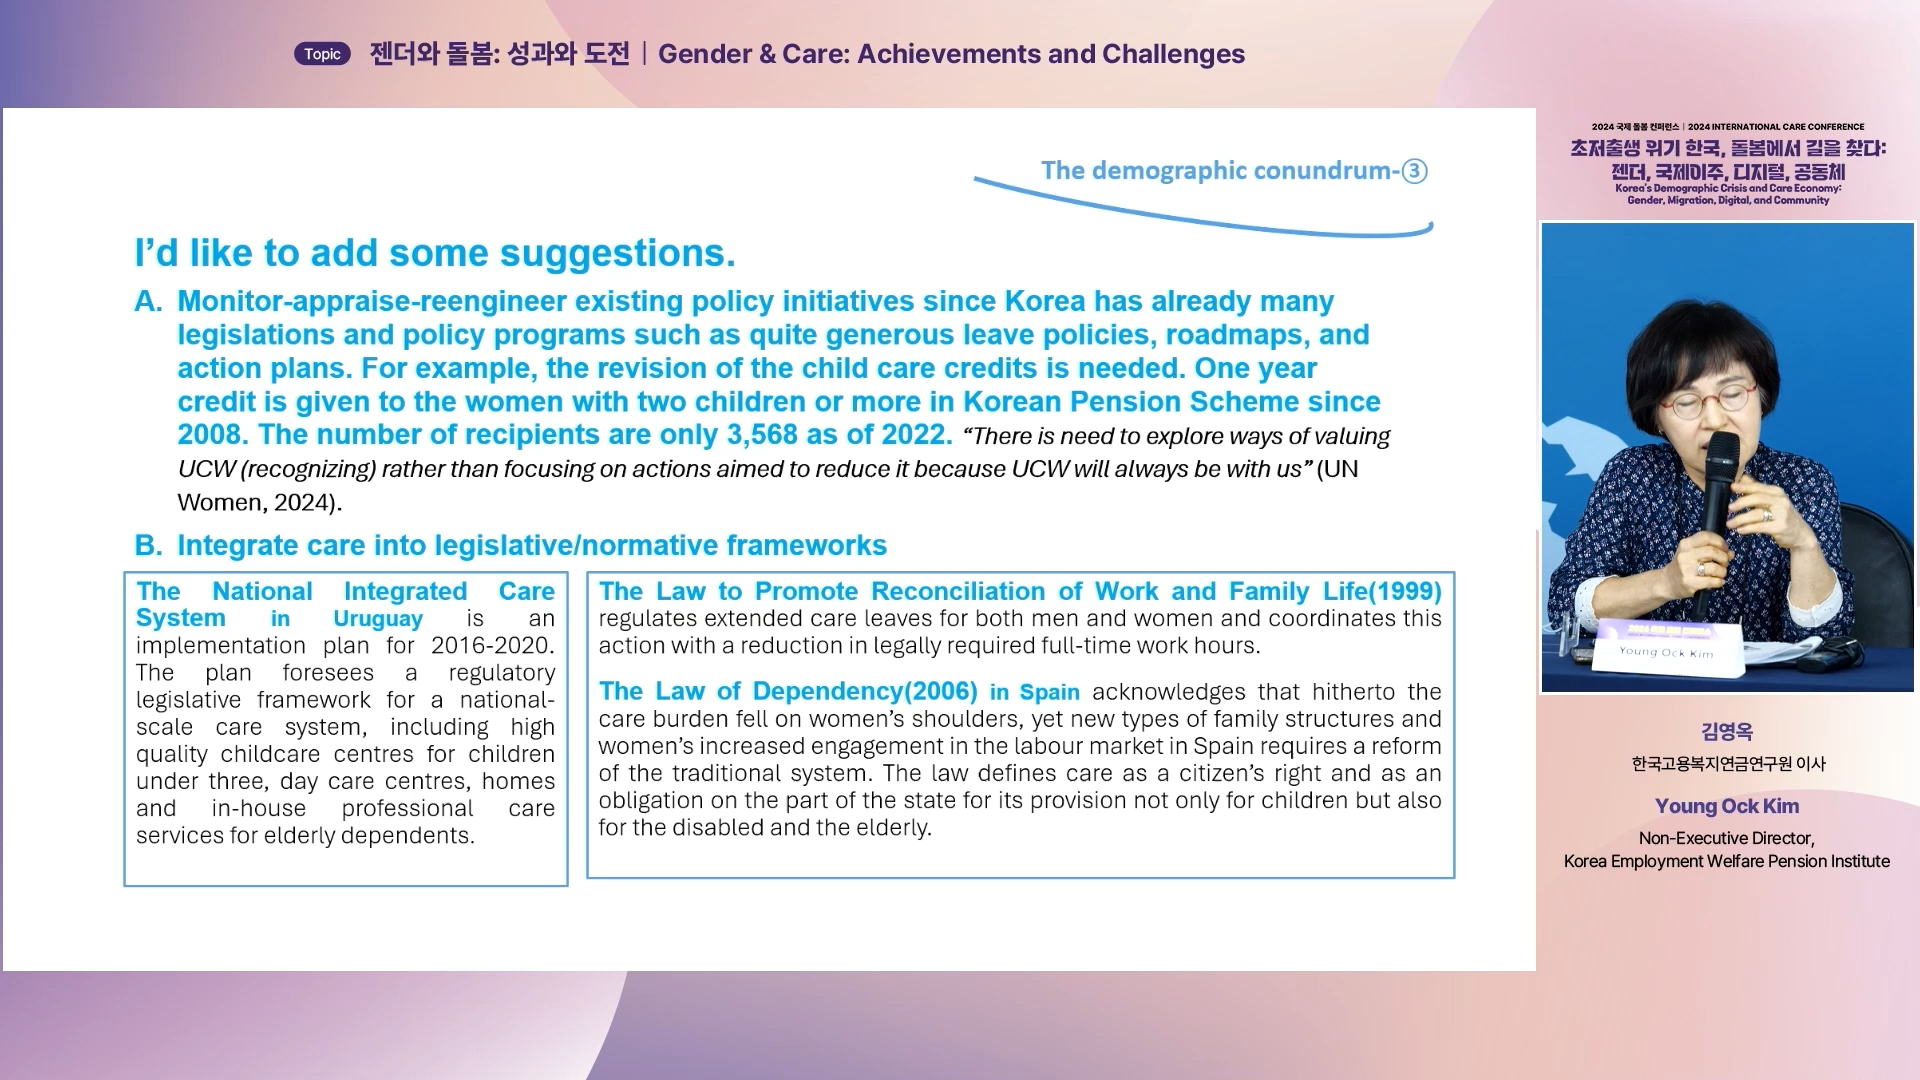 Topic 젠더와 돌봄: 성과와 도전 | Gender & Care: Achievements and Challenges
The demographic conundrum-③
I’d like to add some suggestions.
A. Monitor-appraise-reengineer existing policy initiatives since Korea has already many
legislations and policy programs such as quite generous leave policies, roadmaps, and
action plans. For example, the revision of the child care credits is needed. One year
credit is given to the women with two children or more in Korean Pension Scheme since
2008. The number of recipients are only 3,568 as of 2022. “There is need to explore ways of valuing
UCW (recognizing) rather than focusing on actions aimed to reduce it because UCW will always be with us” (UN
Women, 2024).
B. Integrate care into legislative/normative frameworks
The National Integrated Care
System in Uruguay is an
implementation plan for 2016-2020.
The plan foresees a regulatory
legislative framework for a national-
scale care system, including high
quality childcare centres for children
under three, day care centres, homes
and in-house professional care
services for elderly dependents.
The Law to Promote Reconciliation of Work and Family Life(1999)
regulates extended care leaves for both men and women and coordinates this
action with a reduction in legally required full-time work hours.
The Law of Dependency(2006) in Spain acknowledges that hitherto the
care burden fell on women’s shoulders, yet new types of family structures and
women’s increased engagement in the labour market in Spain requires a reform
of the traditional system. The law defines care as a citizen’s right and as an
obligation on the part of the state for its provision not only for children but also
for the disabled and the elderly.
2024 국제 돌봄 컨퍼런스 | 2024 INTERNATIONAL CARE CONFERENCE
초저출생 위기 한국, 돌봄에서 길을 찾다:
젠더, 국제이주, 디지털, 공동체
Korea's Demographic Crisis and Care Economy:
Gender, Migration, Digital, and Community
Young Ock Kim
김영옥
한국고용복지연금연구원 이사
Young Ock Kim
Non-Executive Director,
Korea Employment Welfare Pension Institute